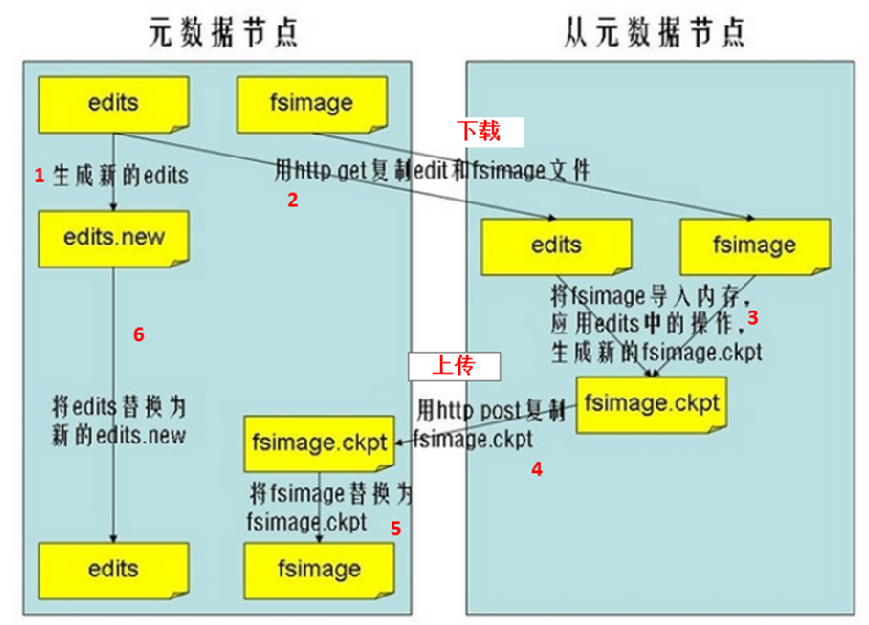 元数据节点
从元数据节点
edits
fsimage
下载
1 生成新的edits
用http get复制edit和fsimage文件
2
edits.new
edits
fsimage
将fsimage导入内存，
应用edits中的操作，
生成新的fsimage.ckpt
3
6
上传
fsimage.ckpt
将edits替换为
新的edits.new
用http post复制
fsimage.ckpt
4
fsimage.ckpt
将fsimage替换为
fsimage.ckpt
5
edits
fsimage